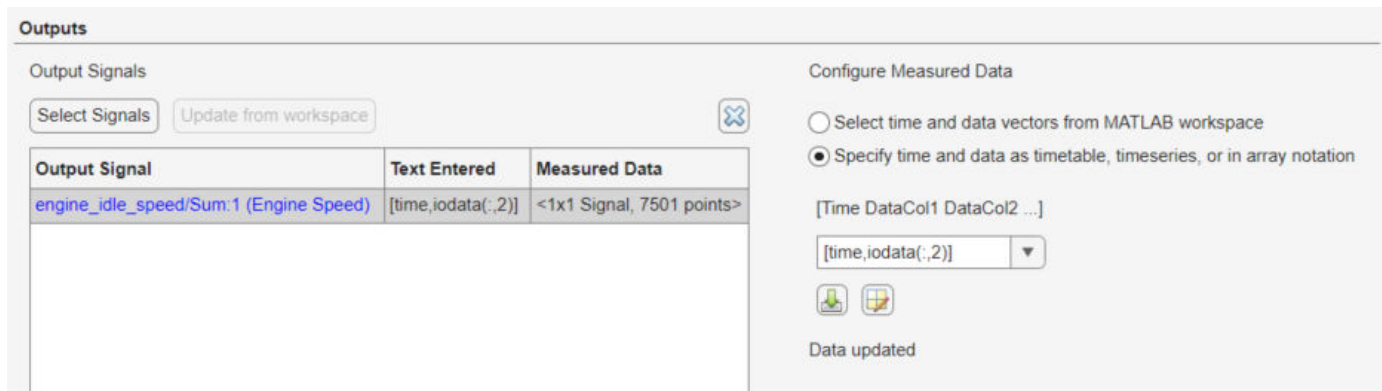 Outputs
Output Signals
Select Signals Update from workspace
Output Signal Text Entered Measured Data
engine_idle_speed/Sum:1 (Engine Speed) [time,iodata(:,2)] <1x1 Signal, 7501 points>
Configure Measured Data
Select time and data vectors from MATLAB workspace
Specify time and data as timetable, timeseries, or in array notation
[Time DataCol1 DataCol2 ...]
[time,iodata(:,2)]
Data updated